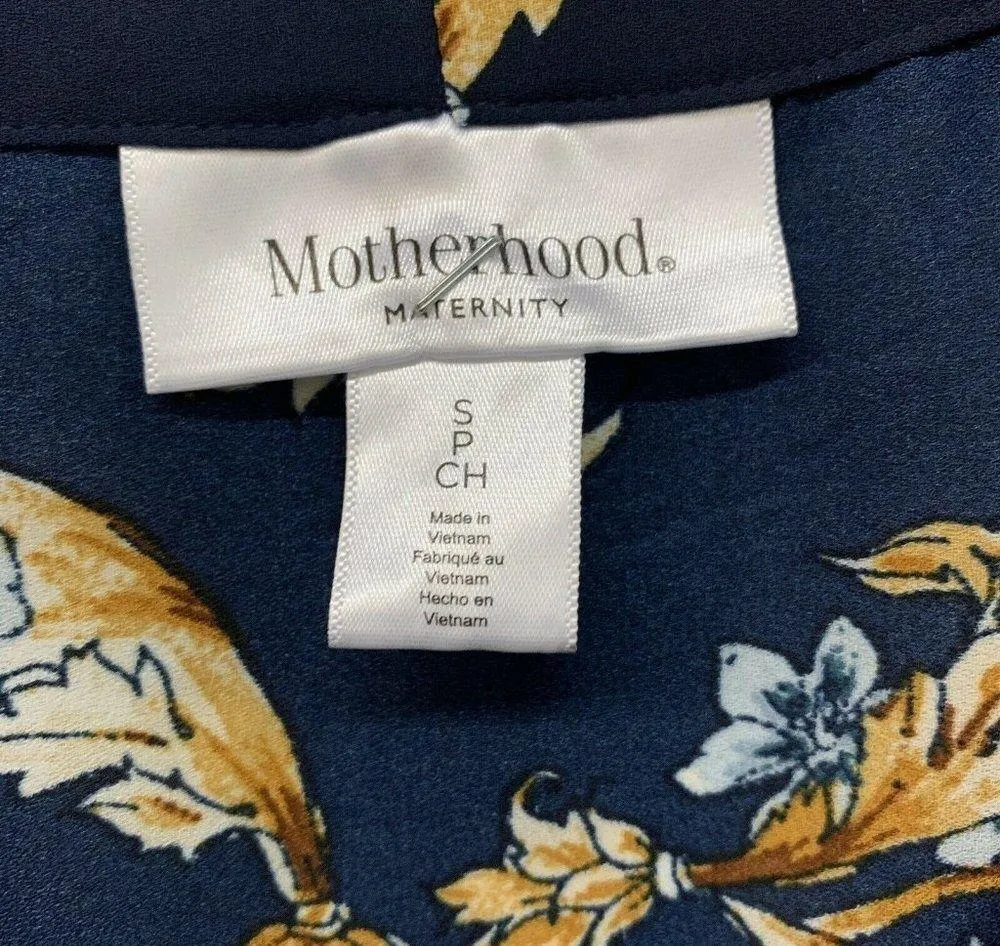 Motherhood®
MATERNITY
S
P
CH
Made in
Vietnam
Fabriqué au
Vietnam
Hecho en
Vietnam